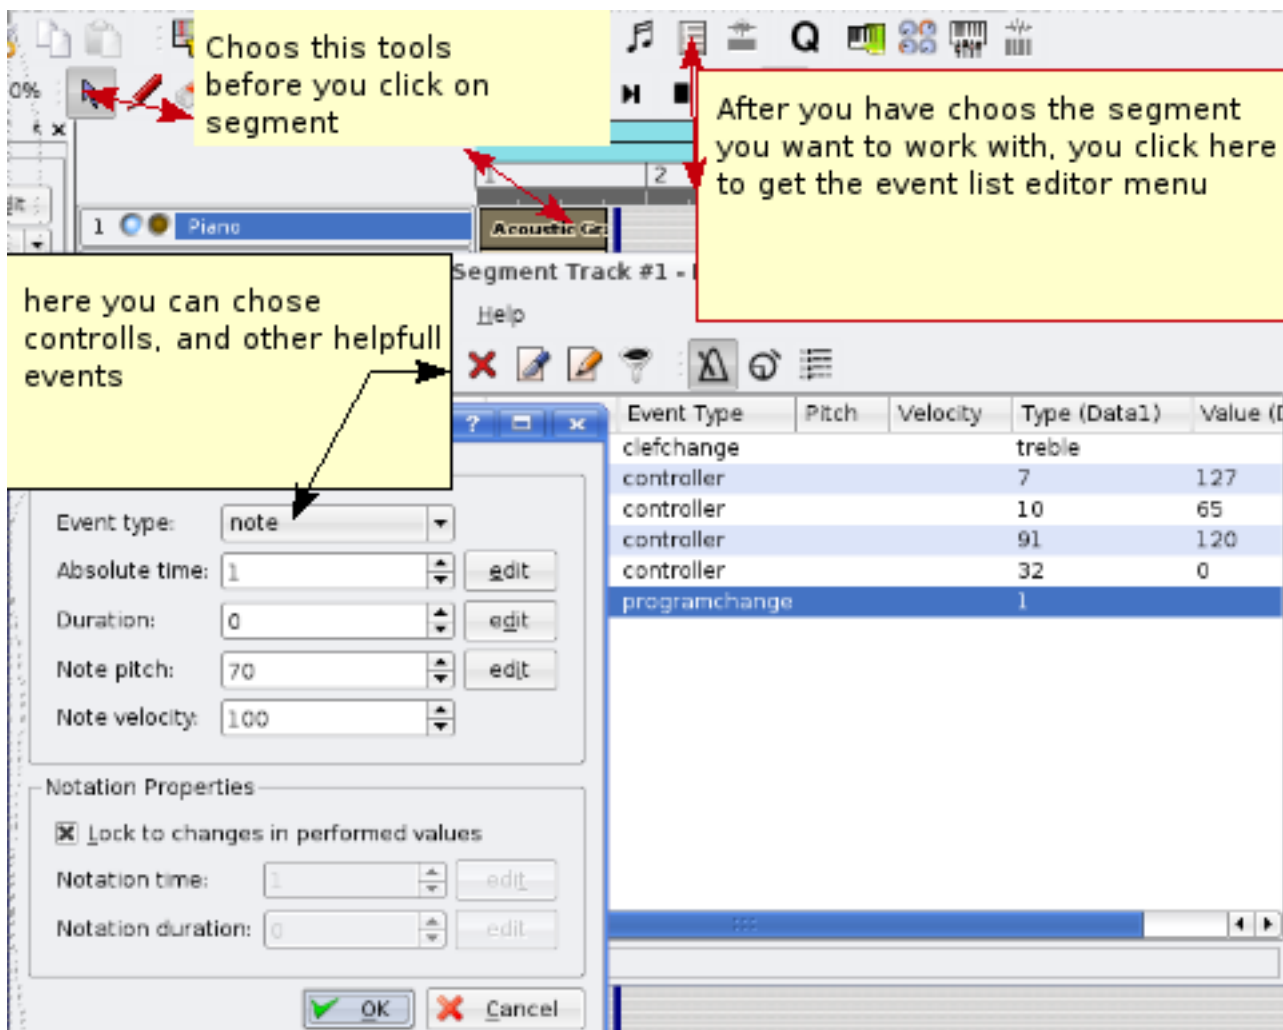 Choos this tools
before you click on
segment
Q
0%
After you have choos the segment
you want to work with, you click here
to get the event list editor menu
1 2
1 Piano
Acoustic Gr
here you can chose
controlls, and other helpfull
events
Segment Track #1 -
Help
Event Type Pitch Velocity Type (Data1) Value (D
clefchange treble
controller 7 127
controller 10 65
controller 91 120
controller 32 0
programchange 1
Event type: note
Absolute time: 1 edit
Duration: 0 edit
Note pitch: 70 edit
Note velocity: 100
Notation Properties
Lock to changes in performed values
Notation time: 1 edit
Notation duration: 0 edit
OK Cancel